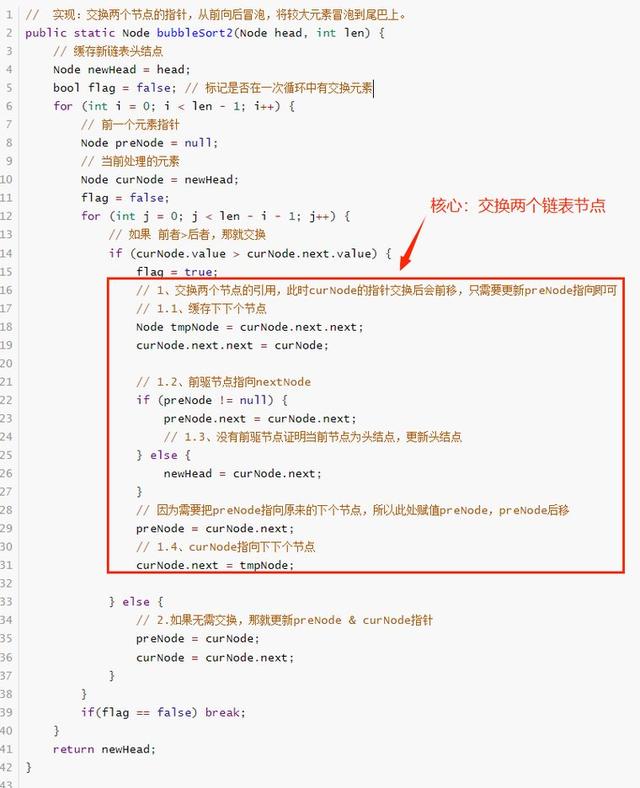 1 // 实现：交换两个节点的指针，从前向后冒泡，将较大元素冒泡到尾巴上。
2 public static Node bubbleSort2(Node head, int len) {
3 // 缓存新链表头结点
4 Node newHead = head;
5 bool flag = false; // 标记是否在一次循环中有交换元素
6 for (int i = 0; i < len - 1; i++) {
7 // 前一个元素指针
8 Node preNode = null;
9 // 当前处理的元素
10 Node curNode = newHead;
11 flag = false;
12 for (int j = 0; j < len - i - 1; j++) {
核心：交换两个链表节点
13 // 如果 前者>后者，那就交换
14 if (curNode.value > curNode.next.value) {
15 flag = true;
16 // 1、交换两个节点的引用，此时curNode的指针交换后会前移，只需要更新preNode指向即可
17 // 1.1、缓存下下个节点
18 Node tmpNode = curNode.next.next;
19 curNode.next.next = curNode;
20
21 // 1.2、前驱节点指向nextNode
22 if (preNode != null) {
23 preNode.next = curNode.next;
24 // 1.3、没有前驱节点证明当前节点为头结点，更新头结点
25 } else {
26 newHead = curNode.next;
27 }
28 // 因为需要把preNode指向原来的下个节点，所以此处赋值preNode，preNode后移
29 preNode = curNode.next;
30 // 1.4、curNode指向下下个节点
31 curNode.next = tmpNode;
32
33 } else {
34 // 2.如果无需交换，那就更新preNode & curNode指针
35 preNode = curNode;
36 curNode = curNode.next;
37 }
38 }
39 if(flag == false) break;
40 }
41 return newHead;
42 }
43